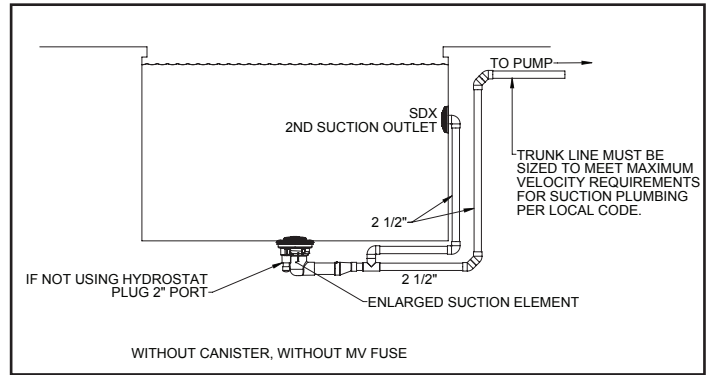 TO PUMP
SDX
2ND SUCTION OUTLET
TRUNK LINE MUST BE
SIZED TO MEET MAXIMUM
VELOCITY REQUIREMENTS
FOR SUCTION PLUMBING
PER LOCAL CODE.
2 1/2"
IF NOT USING HYDROSTAT
PLUG 2" PORT
2 1/2"
ENLARGED SUCTION ELEMENT
WITHOUT CANISTER, WITHOUT MV FUSE